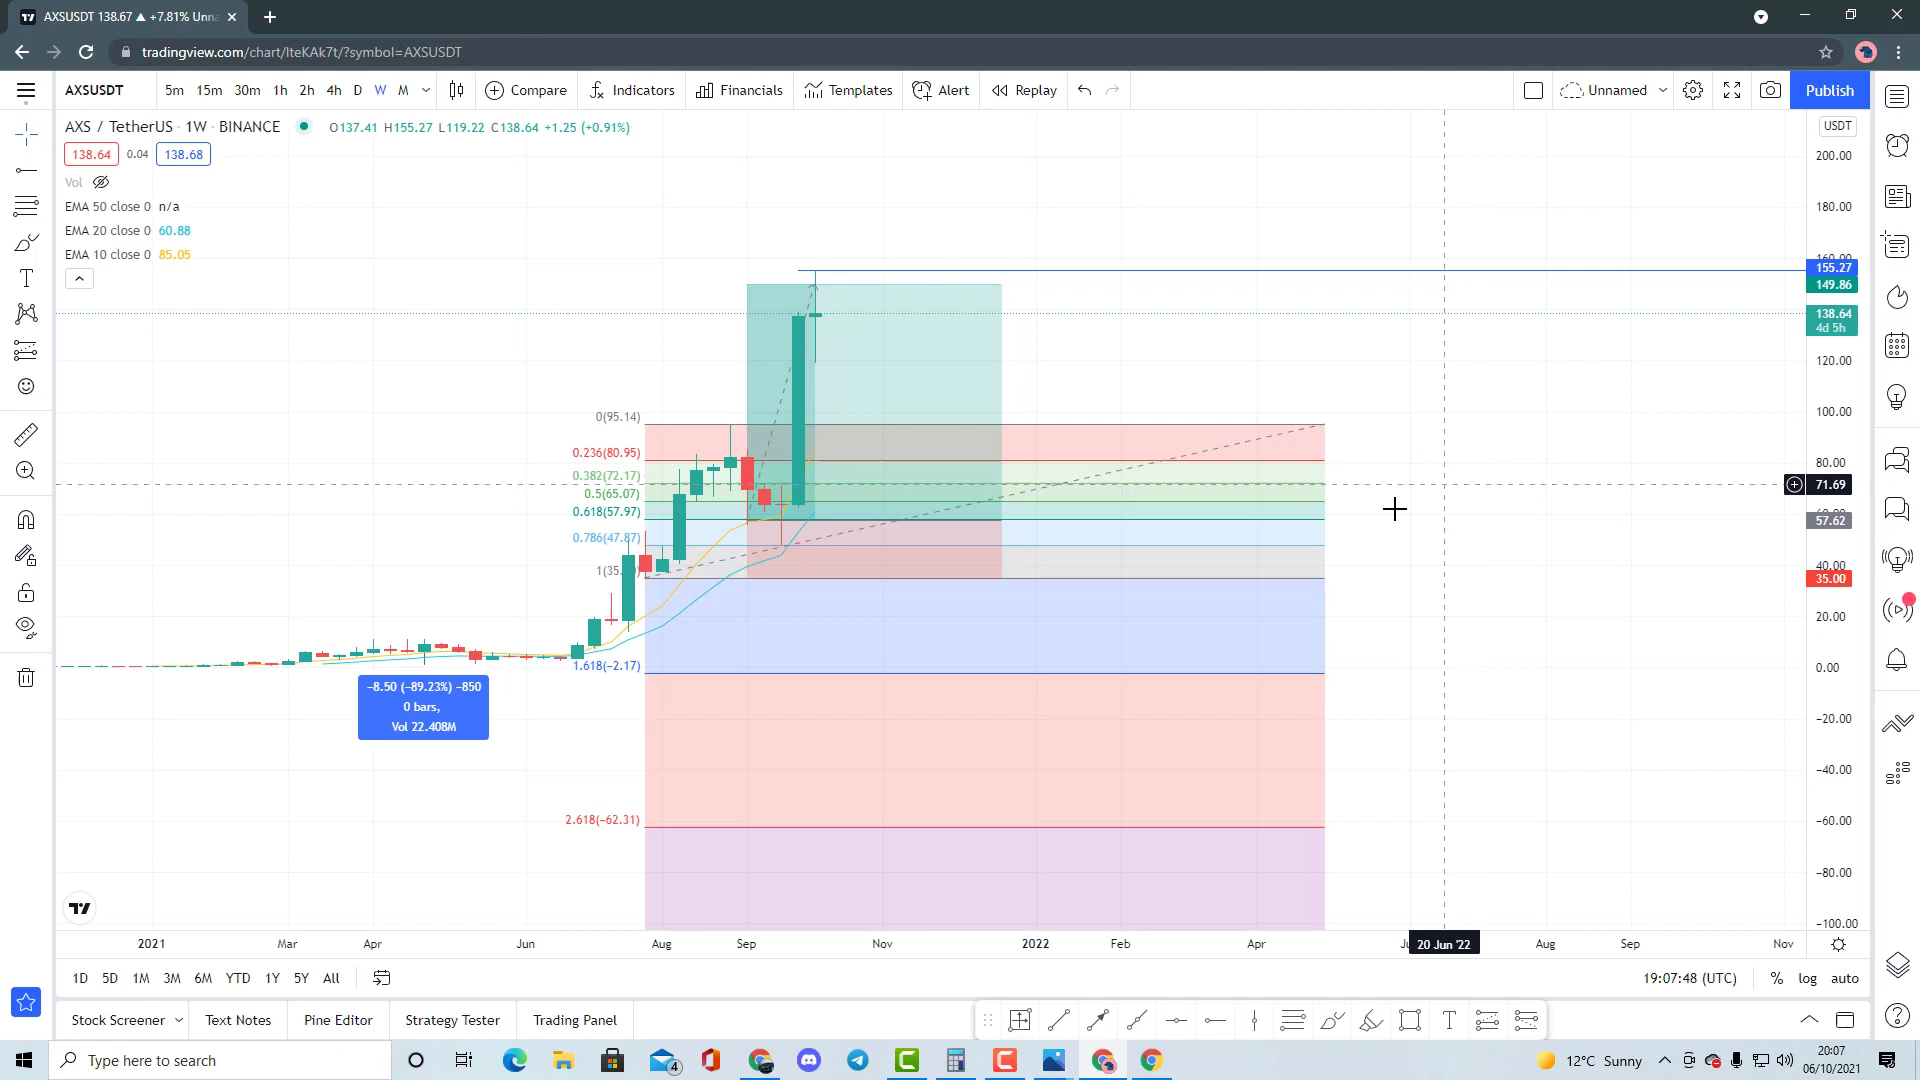 AXSUSDT 138.67 ▲ +7.81% Unna
tradingview.com/chart/lteKAk7t/?symbol=AXSUSDT
AXSUSDT 5m 15m 30m 1h 2h 4h D W M Compare Indicators Financials Templates Alert Replay Unnamed Publish
AXS / TetherUS · 1W · BINANCE O137.41 H155.27 L119.22 C138.64 +1.25 (+0.91%)
USDT
138.64 0.04 138.68
Vol
EMA 50 close 0 n/a
EMA 20 close 0 60.88
EMA 10 close 0 85.05
200.00
180.00
160.00
155.27
149.86
138.64
4d 5h
120.00
100.00
80.00
71.69
60.00
57.62
40.00
35.00
20.00
0.00
−20.00
−40.00
−60.00
−80.00
−100.00
0(95.14)
0.236(80.95)
0.382(72.17)
0.5(65.07)
0.618(57.97)
0.786(47.87)
1(35.
1.618(−2.17)
2.618(−62.31)
−8.50 (−89.23%) −850
0 bars,
Vol 22.408M
2021 Mar Apr Jun Aug Sep Nov 2022 Feb Apr 20 Jun '22 Aug Sep Nov
1D 5D 1M 3M 6M YTD 1Y 5Y All 19:07:48 (UTC) % log auto
Stock Screener Text Notes Pine Editor Strategy Tester Trading Panel
Type here to search
4
12°C Sunny
20:07
06/10/2021